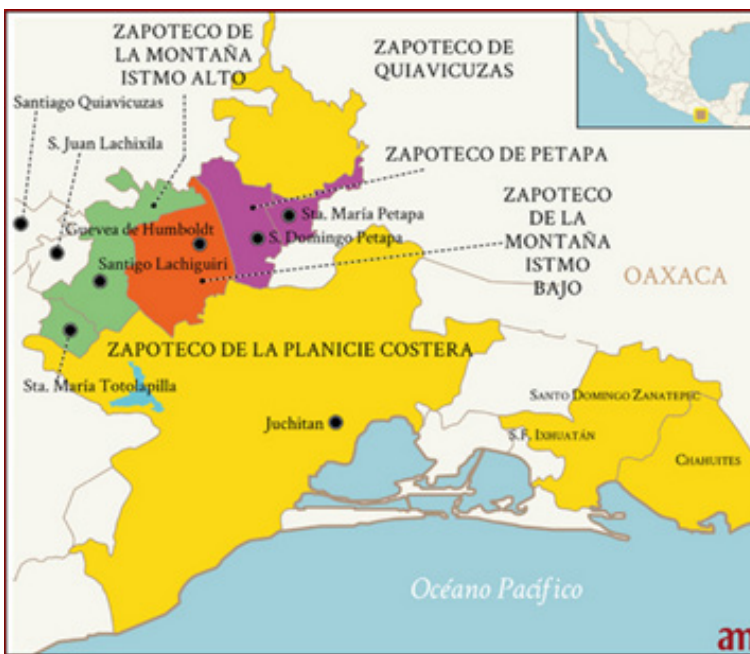 ZAPOTECO DE
LA MONTAÑA
ISTMO ALTO
ZAPOTECO DE
QUIAVICUZAS
Santiago Quiavicuzas
S. Juan Lachixila
ZAPOTECO DE PETAPA
Sta. María Petapa
Guevea de Humboldt
S. Domingo Petapa
ZAPOTECO
DE LA
MONTAÑA
ISTMO
BAJO
Santigo Lachiguiri
OAXACA
ZAPOTECO DE LA PLANICIE COSTERA
Sta. María Totolapilla
SANTO DOMINGO ZANATEPEC
Juchitan
S.F. IXHUATÁN
CHAHUITES
Océano Pacífico
am